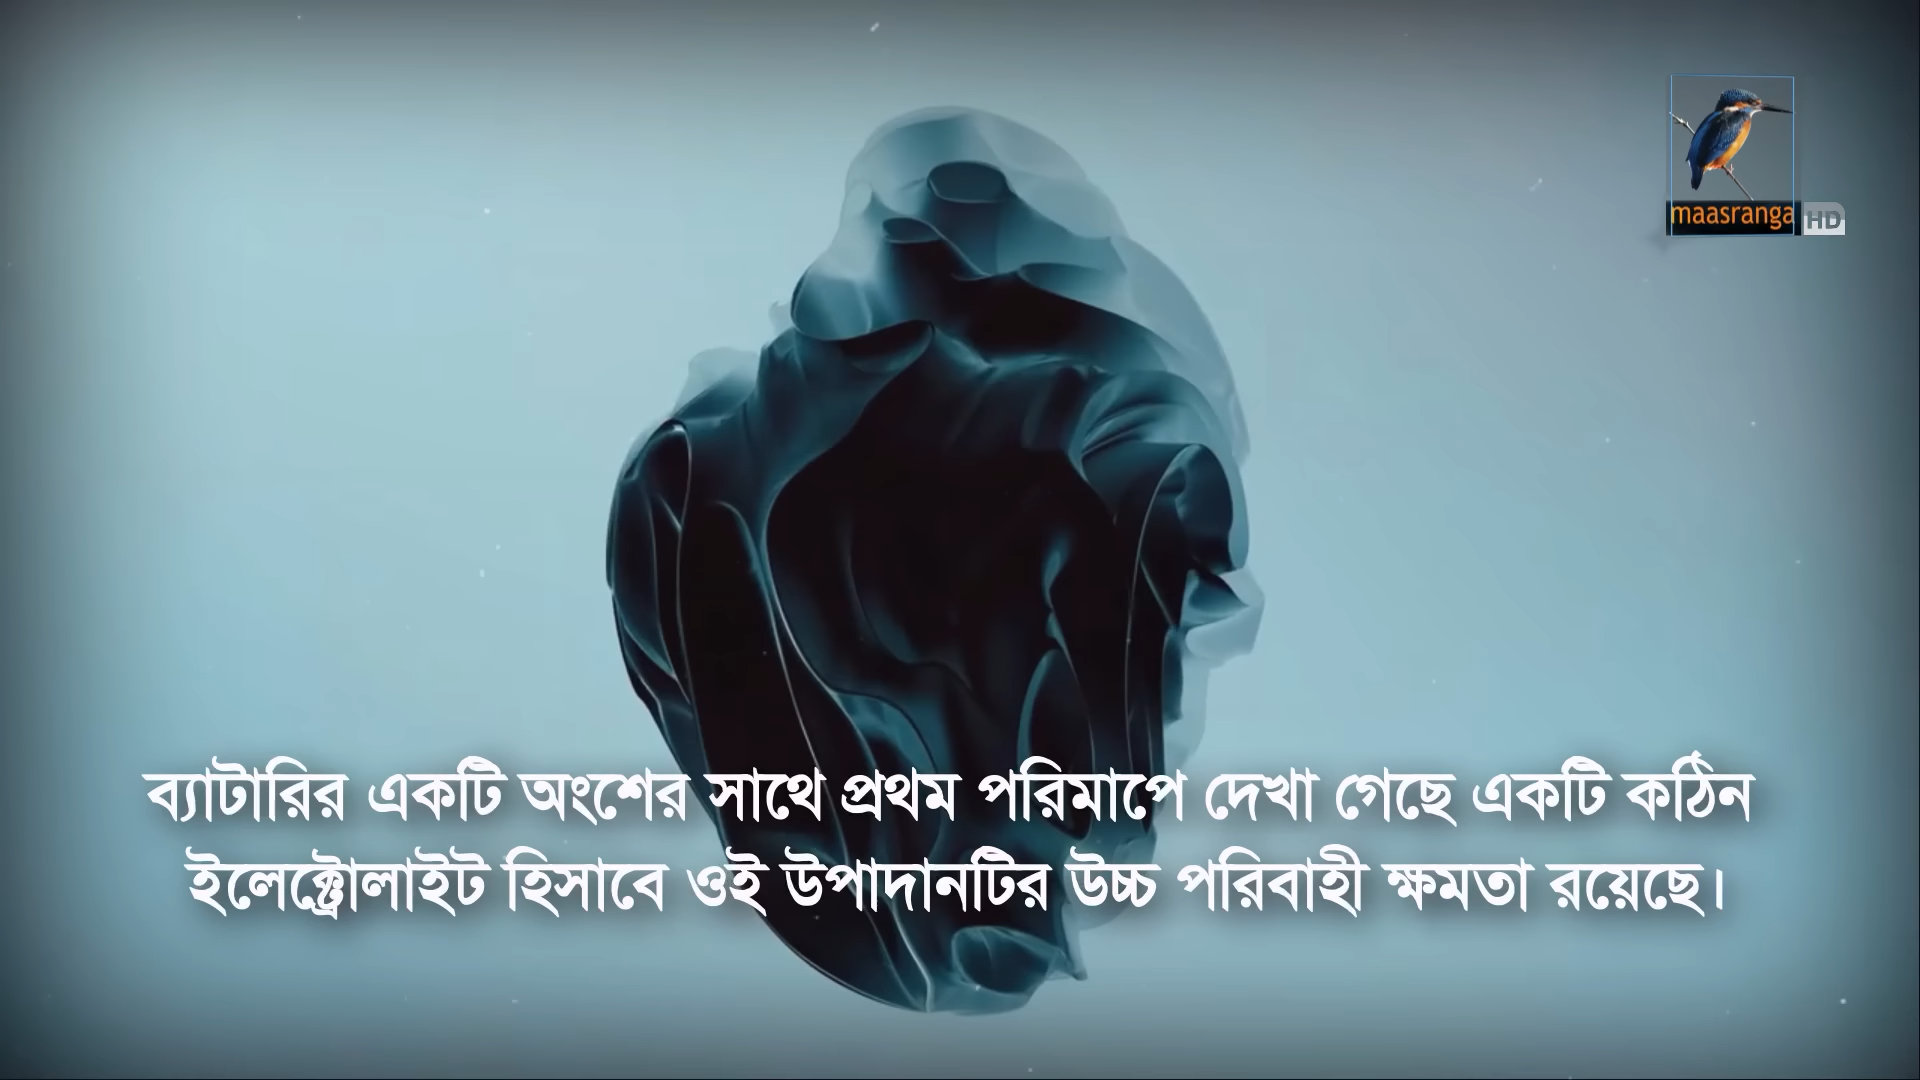 maasranga HD
ব্যাটারির একটি অংশের সাথে প্রথম পরিমাপে দেখা গেছে একটি কঠিন
ইলেক্ট্রোলাইট হিসাবে ওই উপাদানটির উচ্চ পরিবাহী ক্ষমতা রয়েছে।